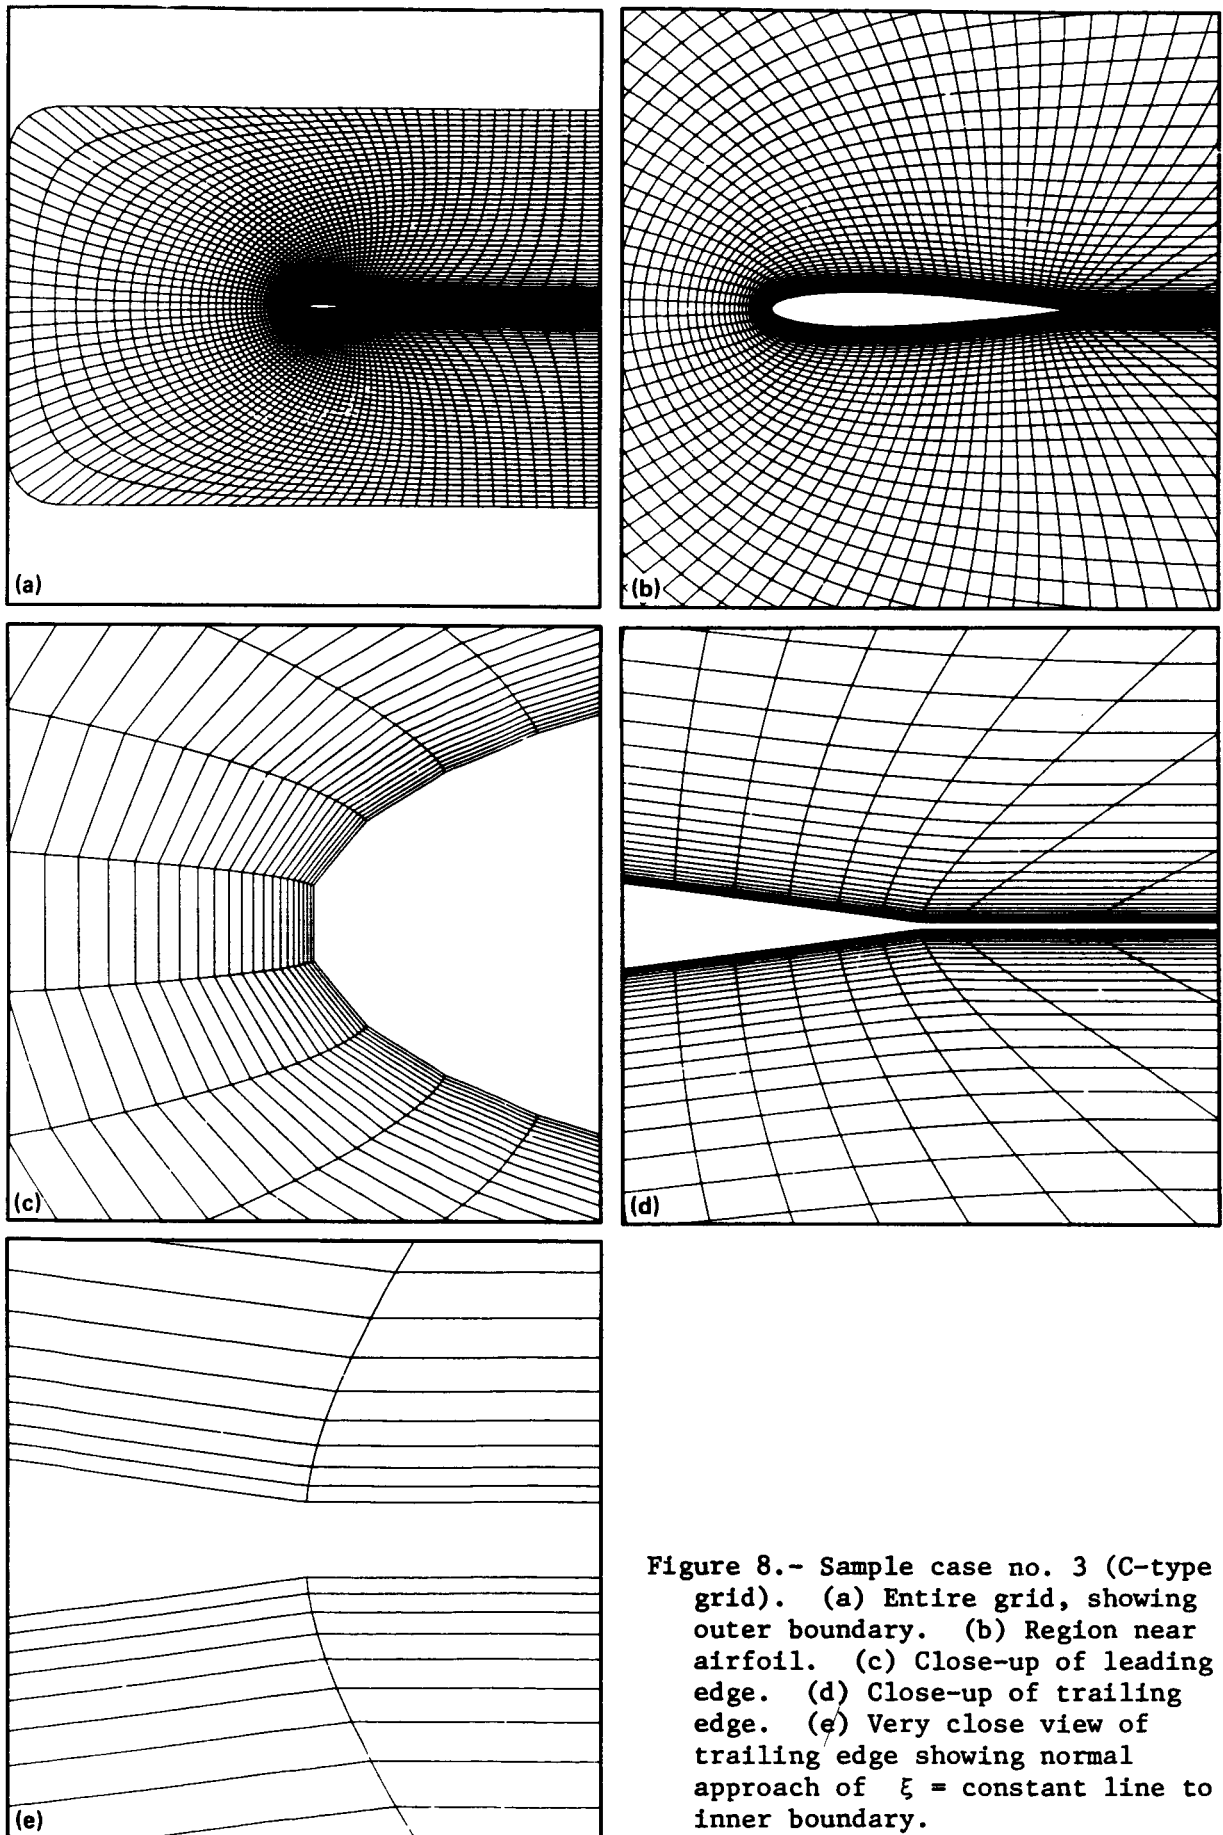 (a)
(b)
(c)
(d)
(e)
Figure 8.- Sample case no. 3 (C-type
grid). (a) Entire grid, showing
outer boundary. (b) Region near
airfoil. (c) Close-up of leading
edge. (d) Close-up of trailing
edge. (e) Very close view of
trailing edge showing normal
approach of ξ = constant line to
inner boundary.